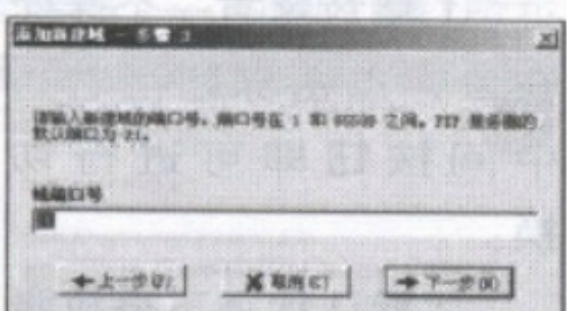 添加新建域 - 步骤 3
请输入新建域的端口号。端口号在 1 和 65535 之间。FTP 服务器的
默认端口为 21。
域端口号
21
上一步(P) 取消(C) 下一步(N)